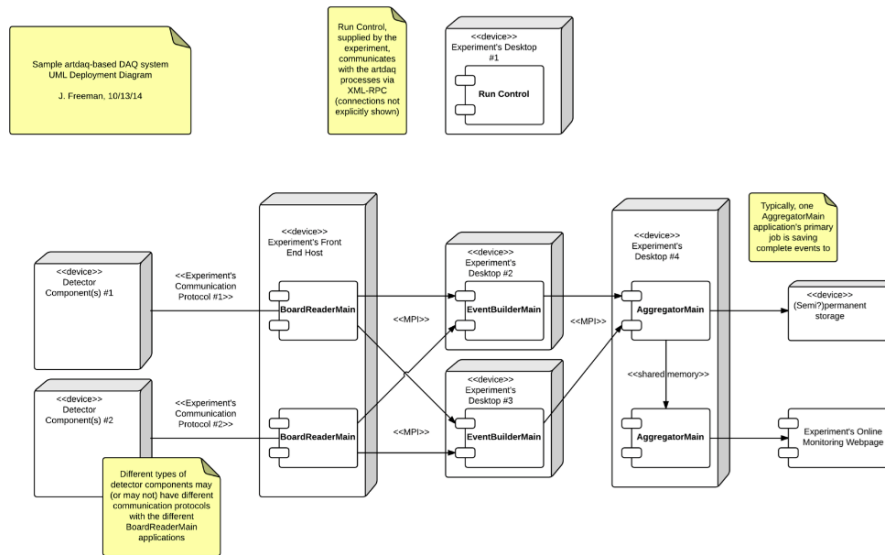 Sample artdaq-based DAQ system
UML Deployment Diagram
J. Freeman, 10/13/14
Run Control,
supplied by the
experiment,
communicates
with the artdaq
processes via
XML-RPC
(connections not
explicitly shown)
<<device>>
Experiment's Desktop
#1
Run Control
<<device>>
Detector
Component(s) #1
<<Experiment's
Communication
Protocol #1>>
<<device>>
Experiment's Front
End Host
BoardReaderMain
<<MPI>>
<<device>>
Experiment's
Desktop #2
EventBuilderMain
<<MPI>>
<<device>>
Experiment's
Desktop #4
AggregatorMain
Typically, one
AggregatorMain
application's primary
job is saving
complete events to
<<device>>
(Semi?)permanent
storage
<<shared memory>>
<<device>>
Detector
Component(s) #2
<<Experiment's
Communication
Protocol #2>>
BoardReaderMain
<<MPI>>
<<device>>
Experiment's
Desktop #3
EventBuilderMain
AggregatorMain
Experiment's Online
Monitoring Webpage
Different types of
detector components may
(or may not) have different
communication protocols
with the different
BoardReaderMain
applications